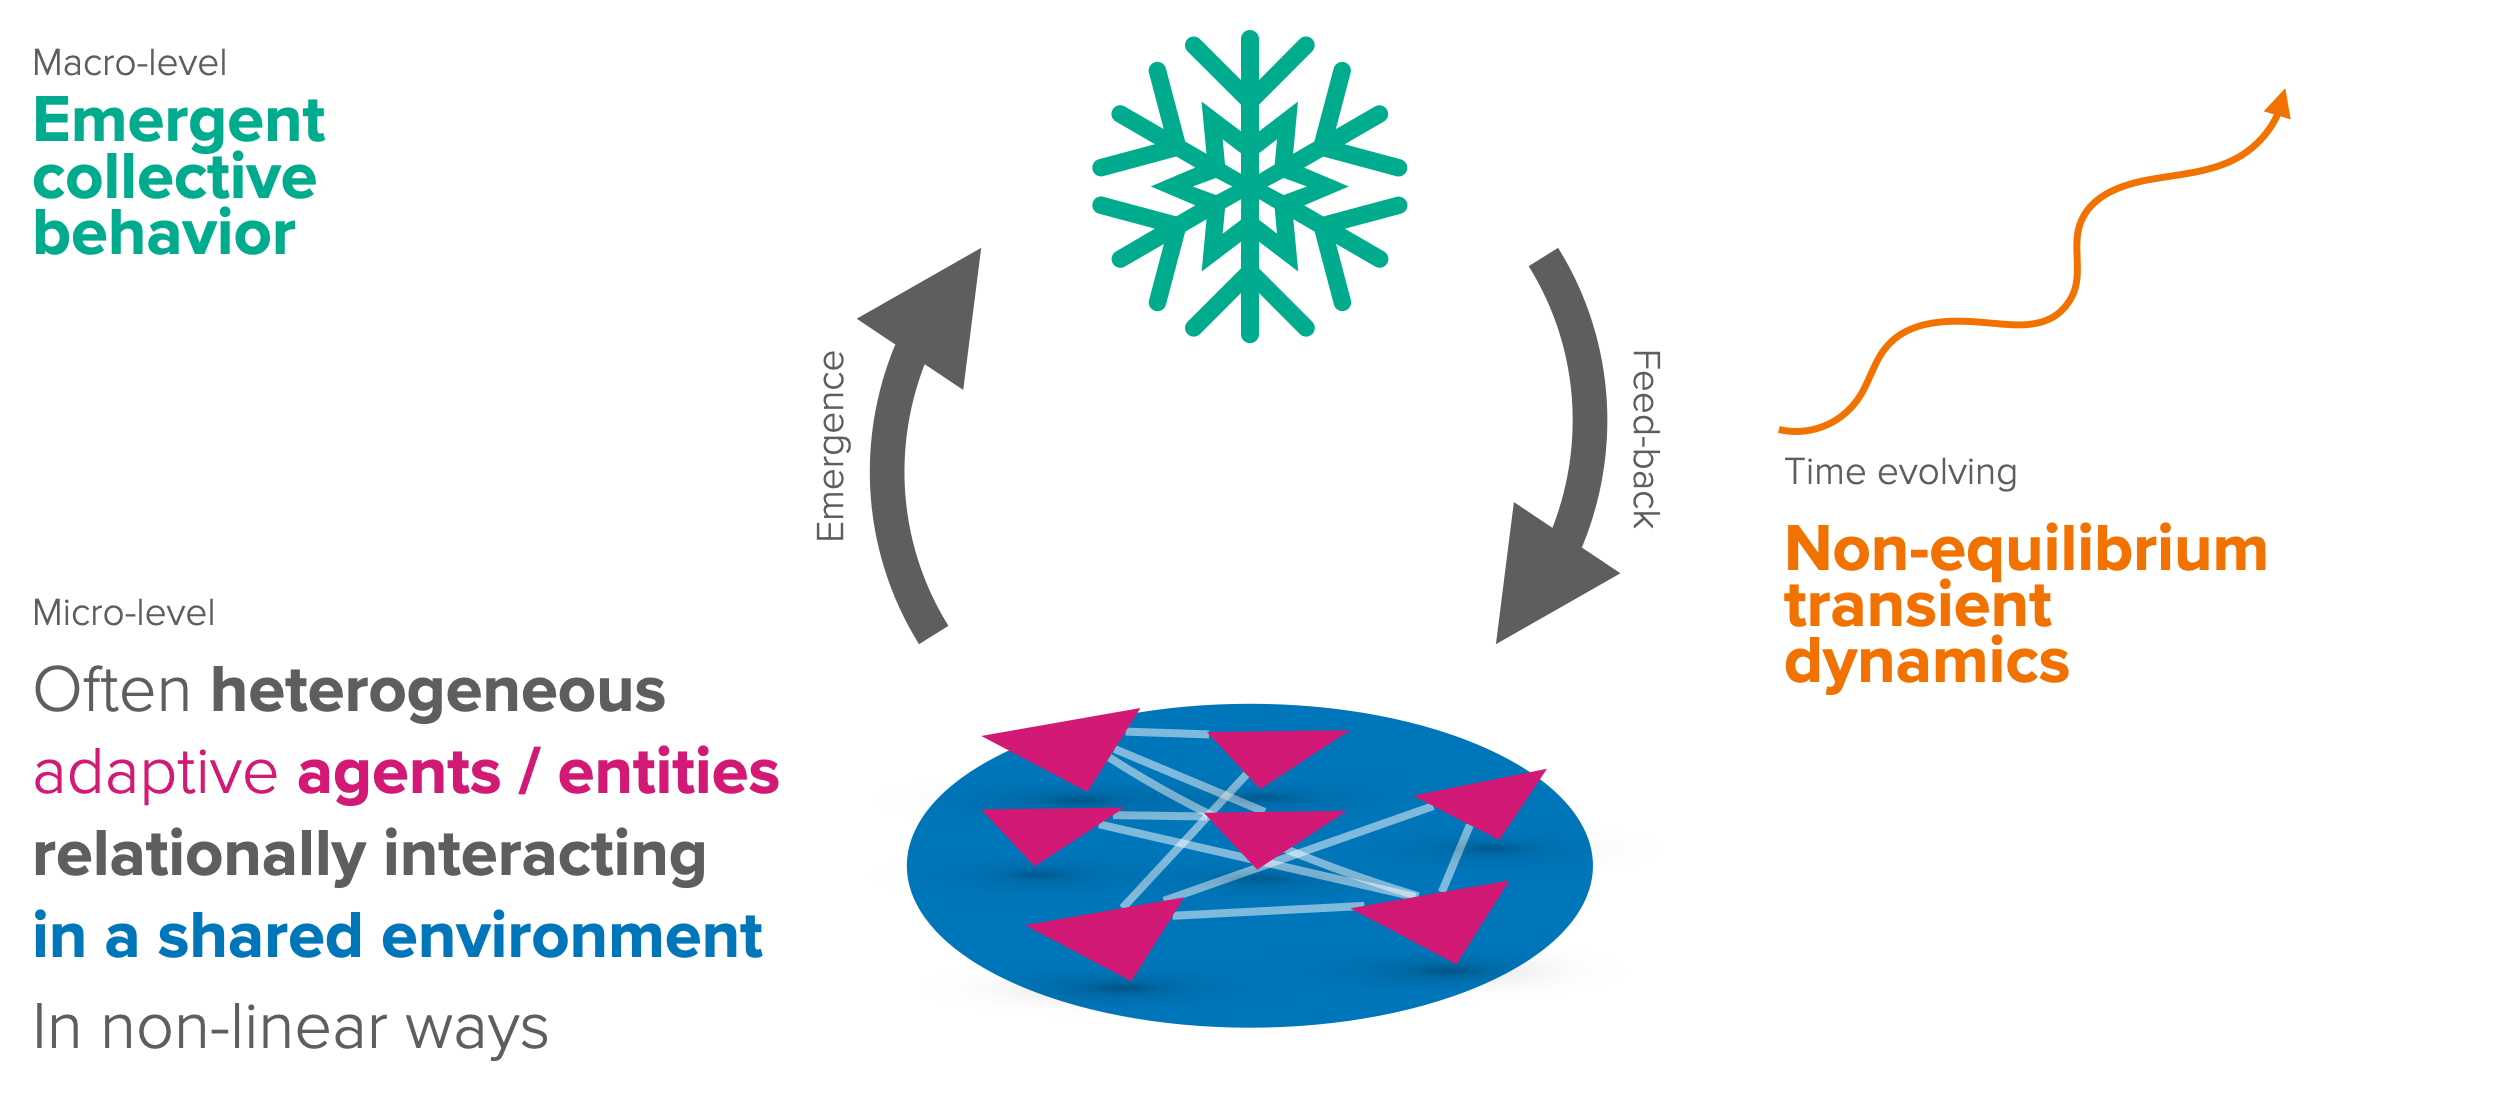 Macro-level
Emergent
collective
behavior
Emergence
Feed-back
Time evolving
Non-equilibrium
transient
dynamics
Micro-level
Often heterogeneous
adaptive agents / entities
relationally interacting
in a shared environment
In non-linear ways